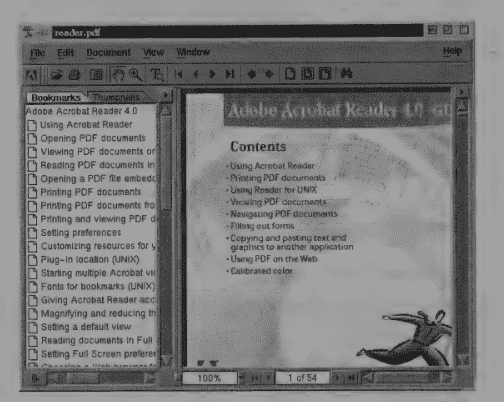 reader.pdf
File Edit Document View Window Help
Bookmarks Thumbnails
Adobe Acrobat Reader 4.0
Using Acrobat Reader
Opening PDF documents
Viewing PDF documents or
Reading PDF documents in
Opening a PDF file embedd
Printing PDF documents
Printing PDF documents fro
Printing and viewing PDF d
Setting preferences
Customizing resources for y
Plug-in location (UNIX)
Starting multiple Acrobat vie
Fonts for bookmarks (UNIX)
Giving Acrobat Reader acc
Magnifying and reducing th
Setting a default view
Reading documents in Full
Setting Full Screen preferer
Choosing a Web browser f
Adobe Acrobat Reader 4.0
Contents
• Using Acrobat Reader
• Printing PDF documents
• Using Reader for UNIX
• Viewing PDF documents
• Navigating PDF documents
• Filling out forms
• Copying and pasting text and
graphics to another application
• Using PDF on the Web
• Calibrated color
100% 1 of 54